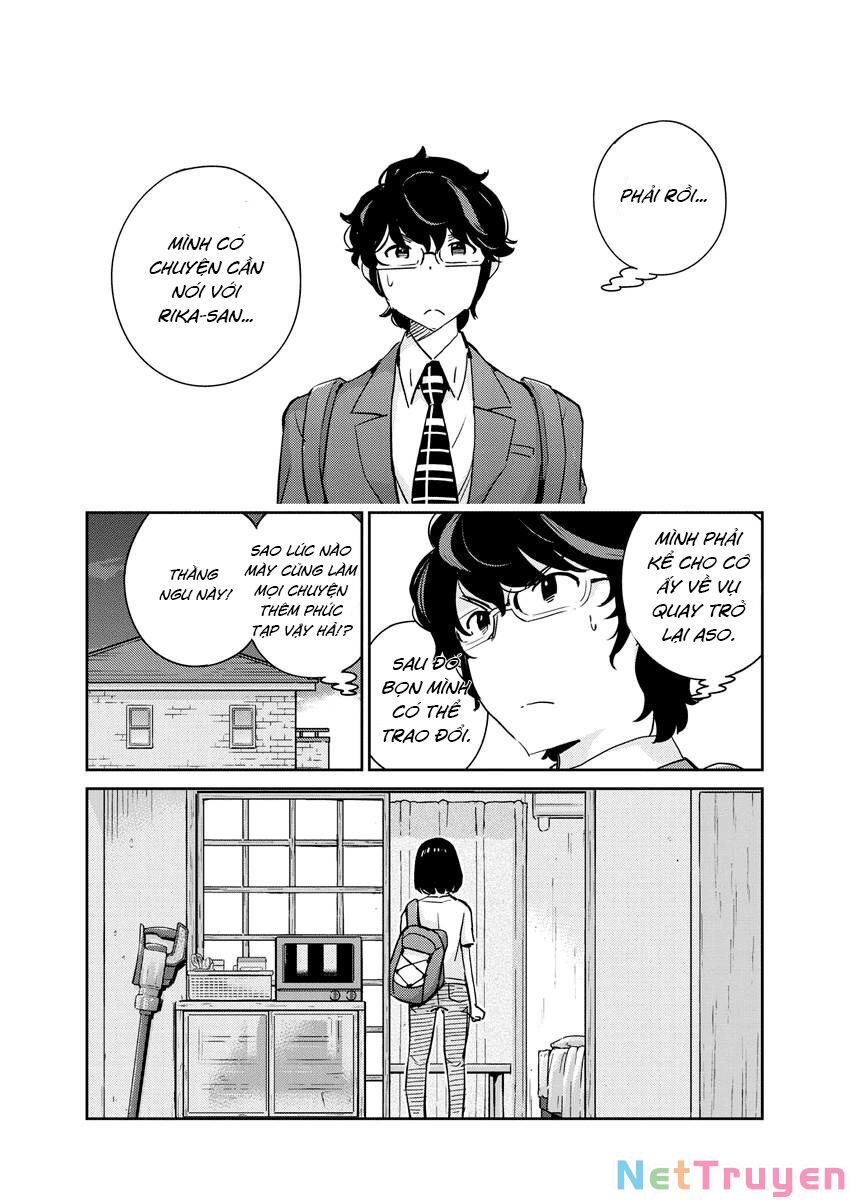 PHẢI RỒI...
MÌNH CÓ
CHUYỆN CẦN
NÓI VỚI
RIKA-SAN...
MÌNH PHẢI
KỂ CHO CÔ
ẤY VỀ VỤ
QUAY TRỞ
LẠI ASO.
SAU ĐÓ
BỌN MÌNH
CÓ THỂ
TRAO ĐỔI.
SAO LÚC NÀO
MÀY CŨNG LÀM
MỌI CHUYỆN
THÊM PHỨC
TẠP VẬY HẢ!?
THẰNG
NGU NÀY!
NetTruyen